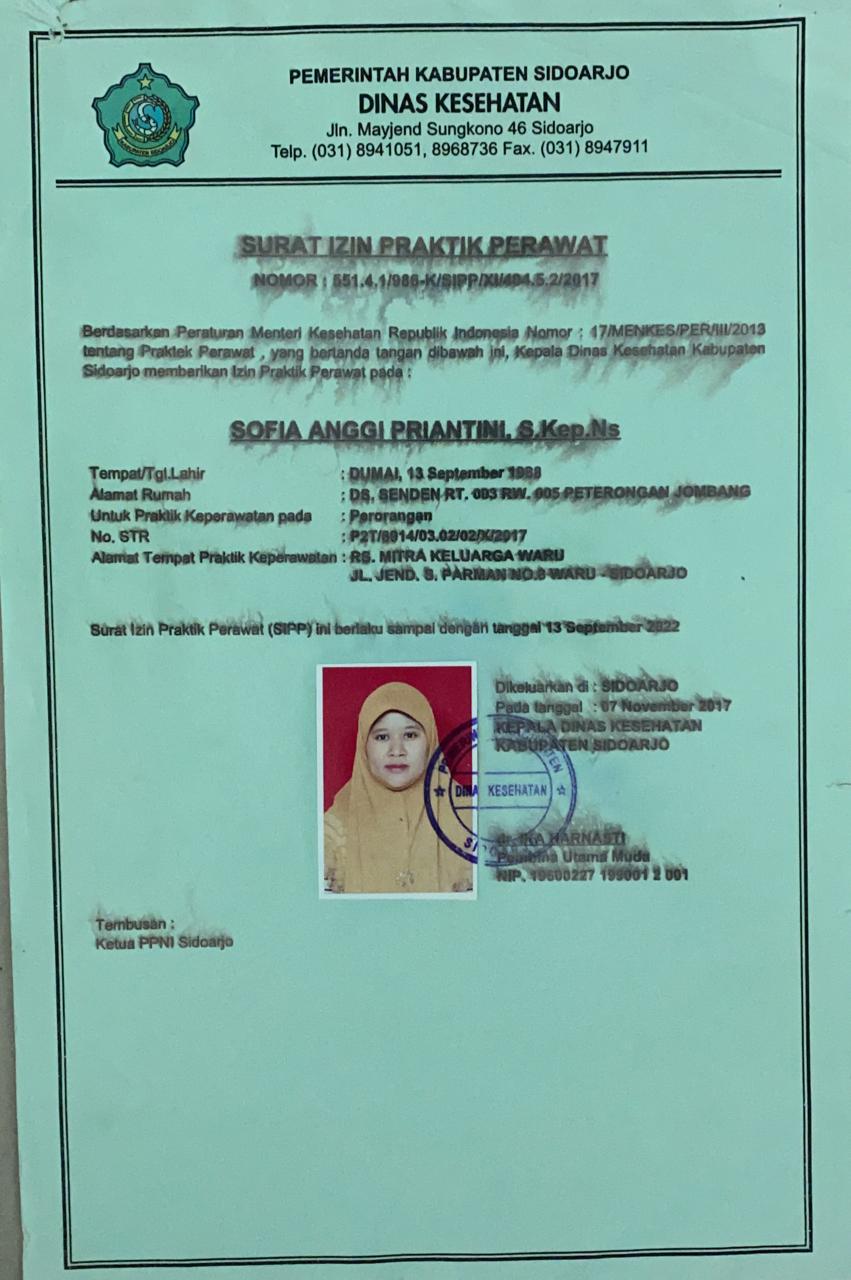 PEMERINTAH KABUPATEN SIDOARJO
DINAS KESEHATAN
Jln. Mayjend Sungkono 46 Sidoarjo
Telp. (031) 8941051, 8968736 Fax. (031) 8947911
KABUPATEN SIDOARJO
SURAT IZIN PRAKTIK PERAWAT
NOMOR : 551.4.1/986-K/SIPP/XI/404.5.2/2017
Berdasarkan Peraturan Menteri Kesehatan Republik Indonesia Nomor : 17/MENKES/PER/III/2013
tentang Praktek Perawat , yang bertanda tangan dibawah ini, Kepala Dinas Kesehatan Kabupaten
Sidoarjo memberikan Izin Praktik Perawat pada :
SOFIA ANGGI PRIANTINI, S.Kep.Ns
Tempat/Tgl.Lahir : DUMAI, 13 September 1988
Alamat Rumah : DS. SENDEN RT. 003 RW. 005 PETERONGAN JOMBANG
Untuk Praktik Keperawatan pada : Perorangan
No. STR : P2T/8914/03.02/02/X/2017
Alamat Tempat Praktik Keperawatan : RS. MITRA KELUARGA WARU
JL. JEND. S. PARMAN NO.8 WARU - SIDOARJO
Surat Izin Praktik Perawat (SIPP) ini berlaku sampai dengan tanggal 13 September 2022
Dikeluarkan di : SIDOARJO
Pada tanggal : 07 November 2017
KEPALA DINAS KESEHATAN
KABUPATEN SIDOARJO
DINAS KESEHATAN
dr. IKA HARNASTI
Pembina Utama Muda
NIP. 19600227 199001 2 001
Tembusan :
Ketua PPNI Sidoarjo